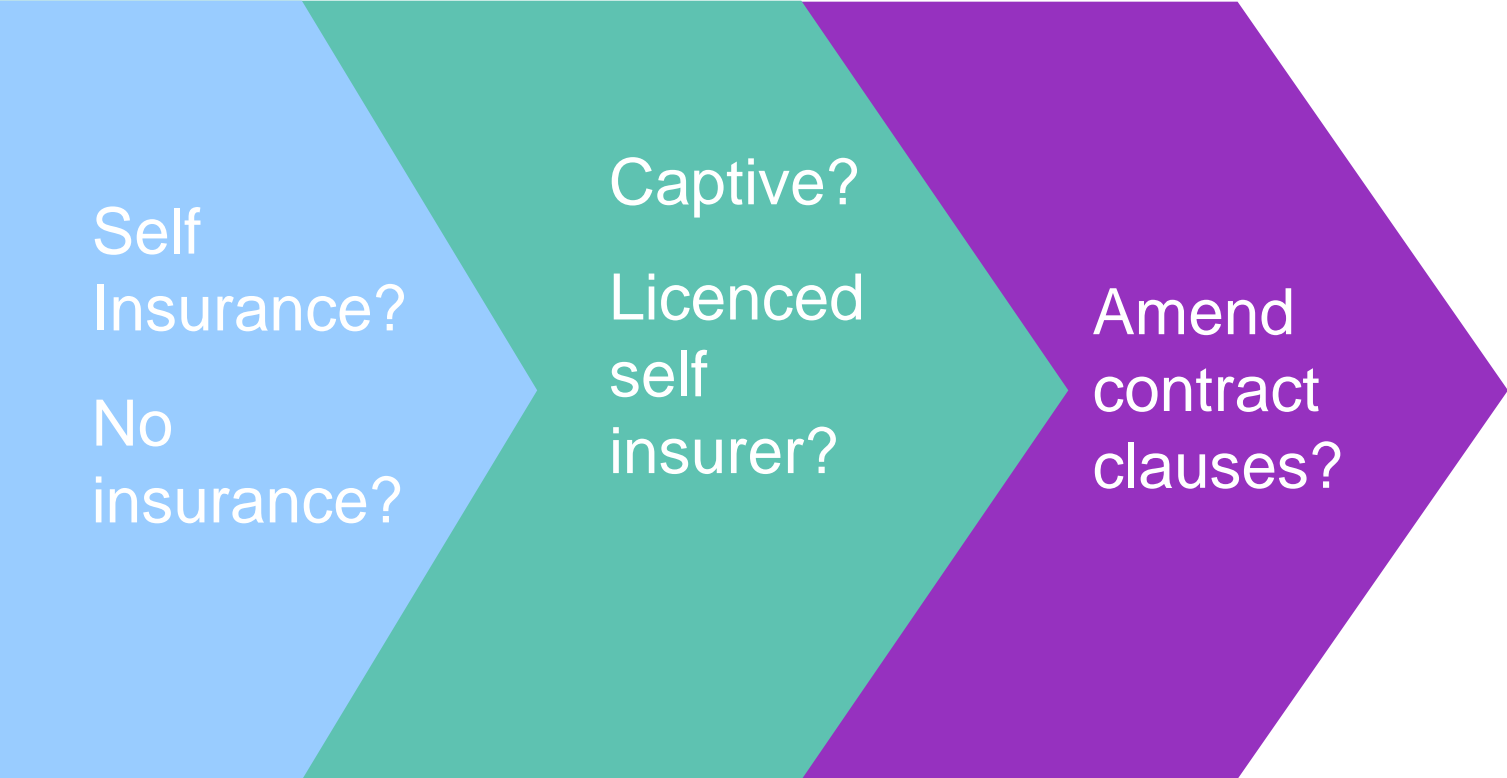 Self
Insurance?
No
insurance?
Captive?
Licenced
self
insurer?
Amend
contract
clauses?